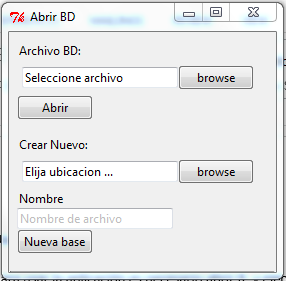 Abrir BD
Archivo BD:
Seleccione archivo browse
Abrir
Crear Nuevo:
Elija ubicacion ... browse
Nombre
Nombre de archivo
Nueva base